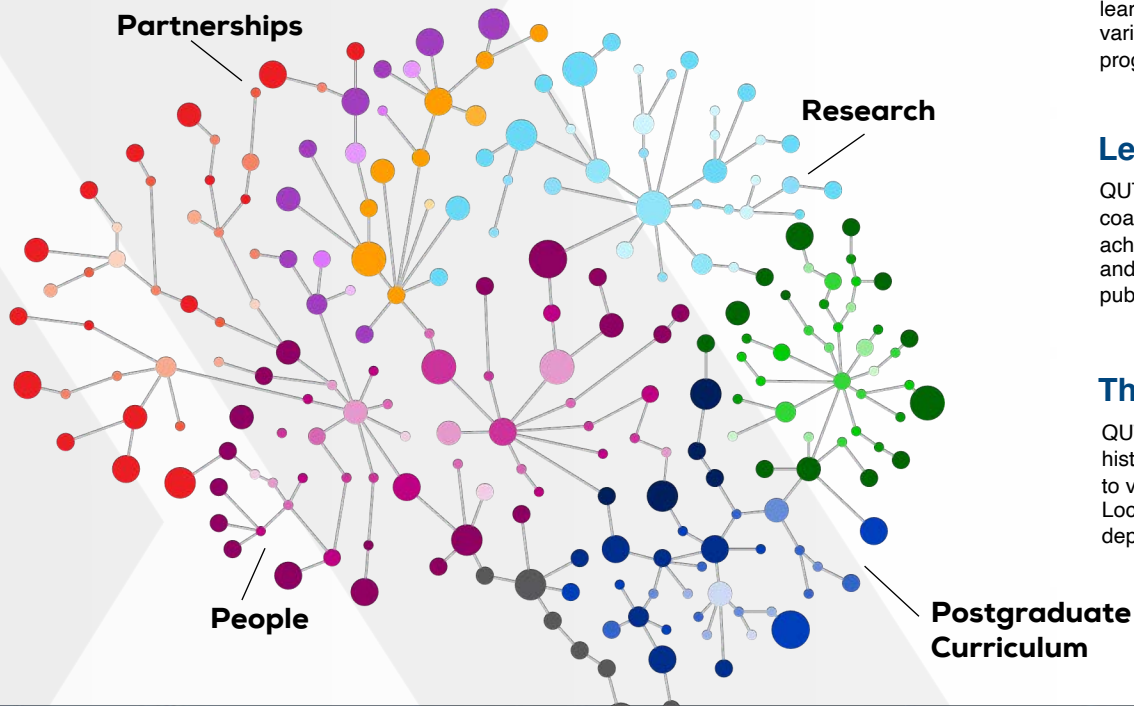 Partnerships
Research
People
Postgraduate
Curriculum
lear
vari
prog
Le
QUT
coa
ach
and
pub
Th
QU
hist
to v
Loc
dep